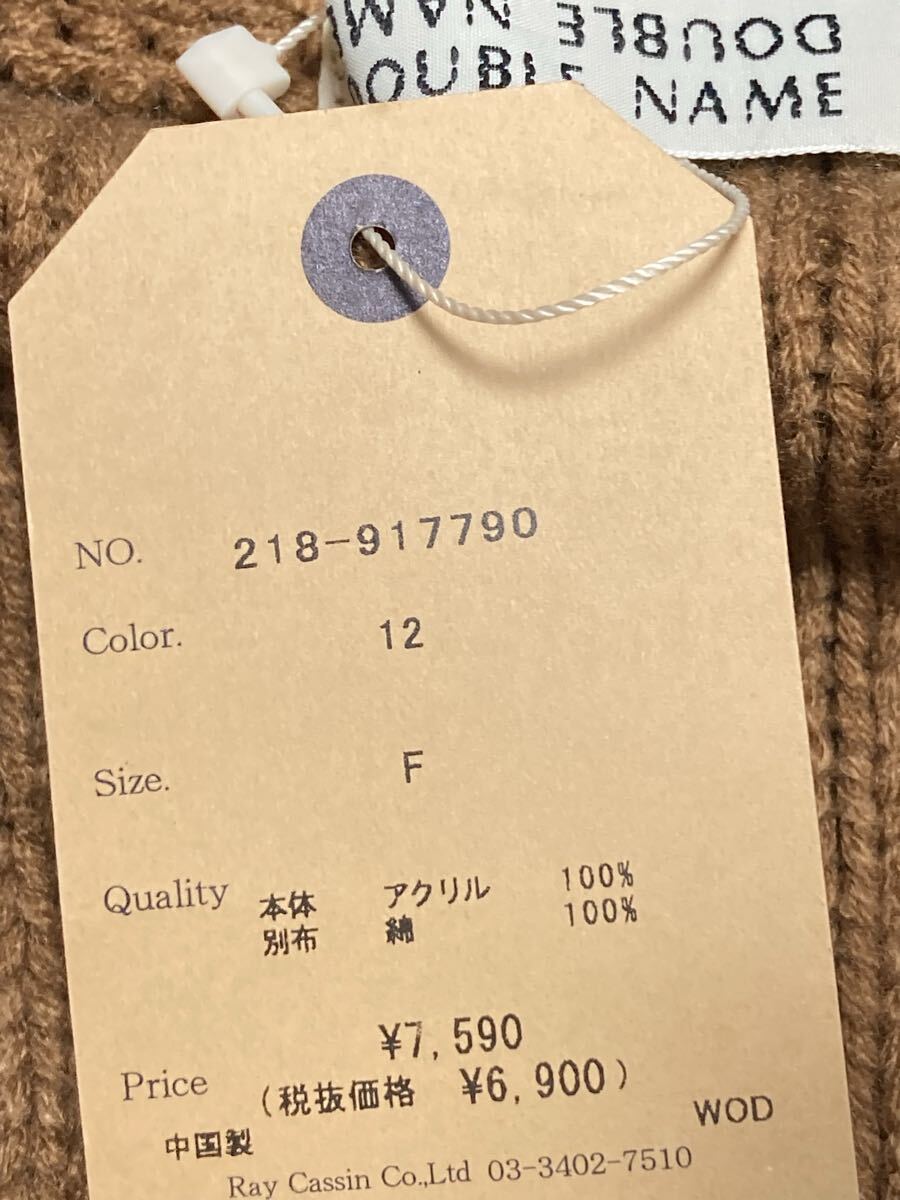 NAM
DOUBLE
DOUBLE NAME
NO. 218-917790
Color. 12
Size. F
Quality 本体 アクリル 100%
別布 綿 100%
¥7,590
Price (税抜価格 ¥6,900)
中国製 WOD
Ray Cassin Co.,Ltd 03-3402-7510